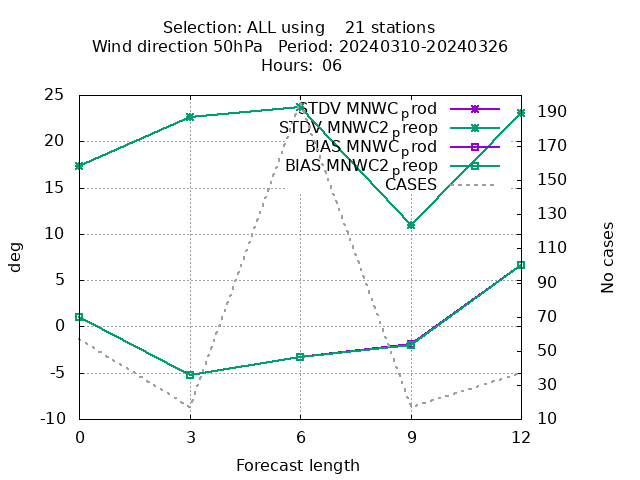 Selection: ALL using    21 stations
Wind direction 50hPa   Period: 20240310-20240326
Hours: 06
25
20
15
10
5
0
-5
-10
deg
STDV MNWC_prod
STDV MNWC2_preop
BIAS MNWC_prod
BIAS MNWC2_preop
CASES
190
170
150
130
110
90
70
50
30
10
No cases
0 3 6 9 12
Forecast length